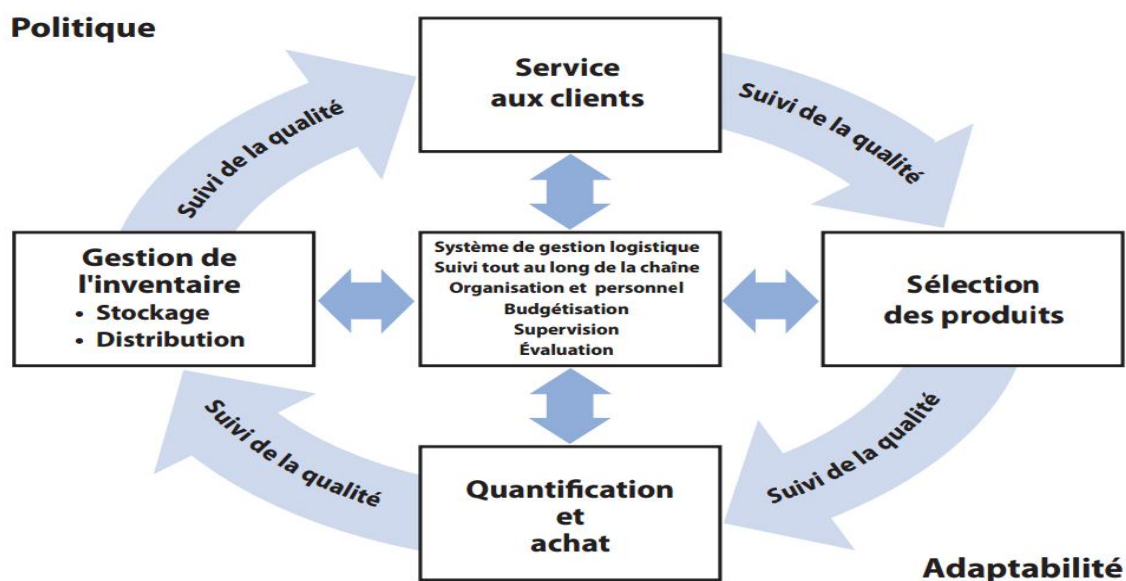 Politique
Service
aux clients
Suivi de la qualité
Suivi de la qualité
Gestion de
l'inventaire
• Stockage
• Distribution
Système de gestion logistique
Suivi tout au long de la chaîne
Organisation et personnel
Budgétisation
Supervision
Évaluation
Sélection
des produits
Suivi de la qualité
Suivi de la qualité
Quantification
et
achat
Adaptabilité